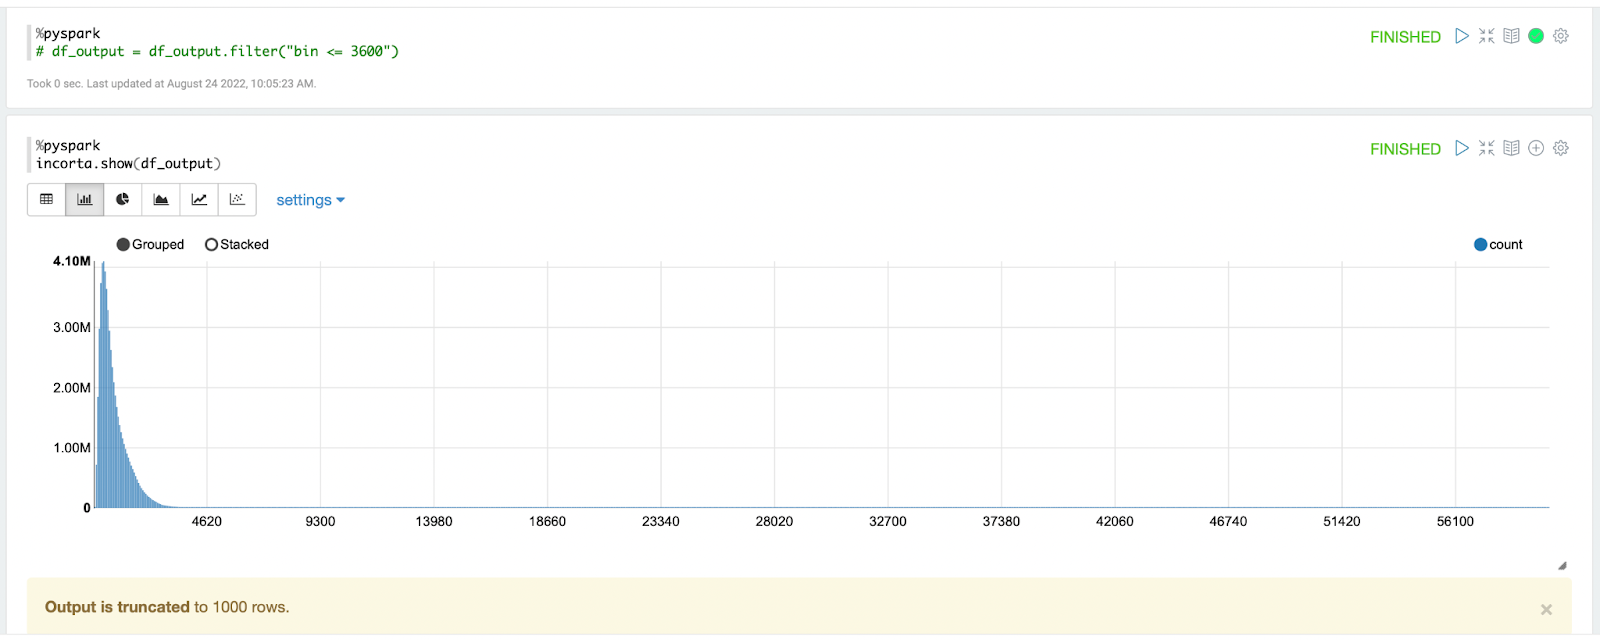 %pyspark
# df_output = df_output.filter("bin <= 3600")
FINISHED
Took 0 sec. Last updated at August 24 2022, 10:05:23 AM.
%pyspark
incorta.show(df_output)
FINISHED
settings
Grouped Stacked
count
4.10M
3.00M
2.00M
1.00M
0
4620 9300 13980 18660 23340 28020 32700 37380 42060 46740 51420 56100
Output is truncated to 1000 rows.